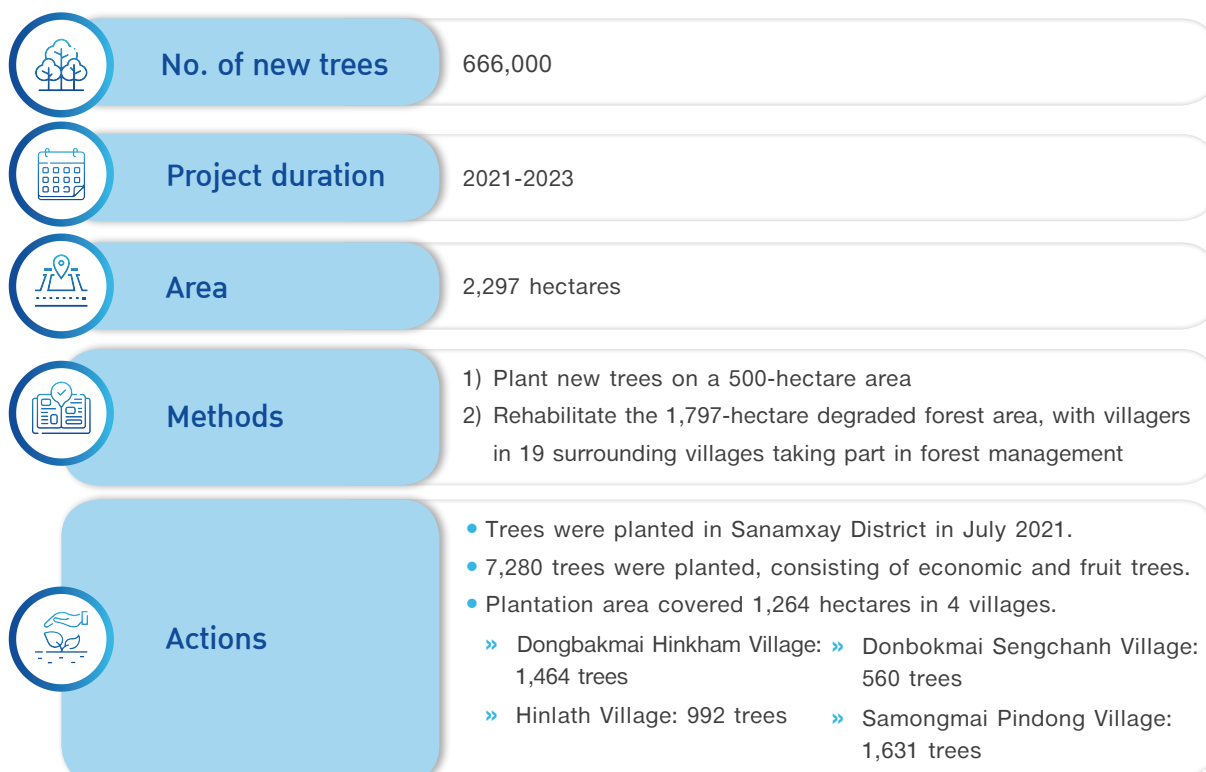 No. of new trees
666,000
Project duration
2021-2023
Area
2,297 hectares
Methods
1) Plant new trees on a 500-hectare area
2) Rehabilitate the 1,797-hectare degraded forest area, with villagers
in 19 surrounding villages taking part in forest management
Actions
• Trees were planted in Sanamxay District in July 2021.
• 7,280 trees were planted, consisting of economic and fruit trees.
• Plantation area covered 1,264 hectares in 4 villages.
» Dongbakmai Hinkham Village:
1,464 trees
» Hinlath Village: 992 trees
» Donbokmai Sengchanh Village:
560 trees
» Samongmai Pindong Village:
1,631 trees